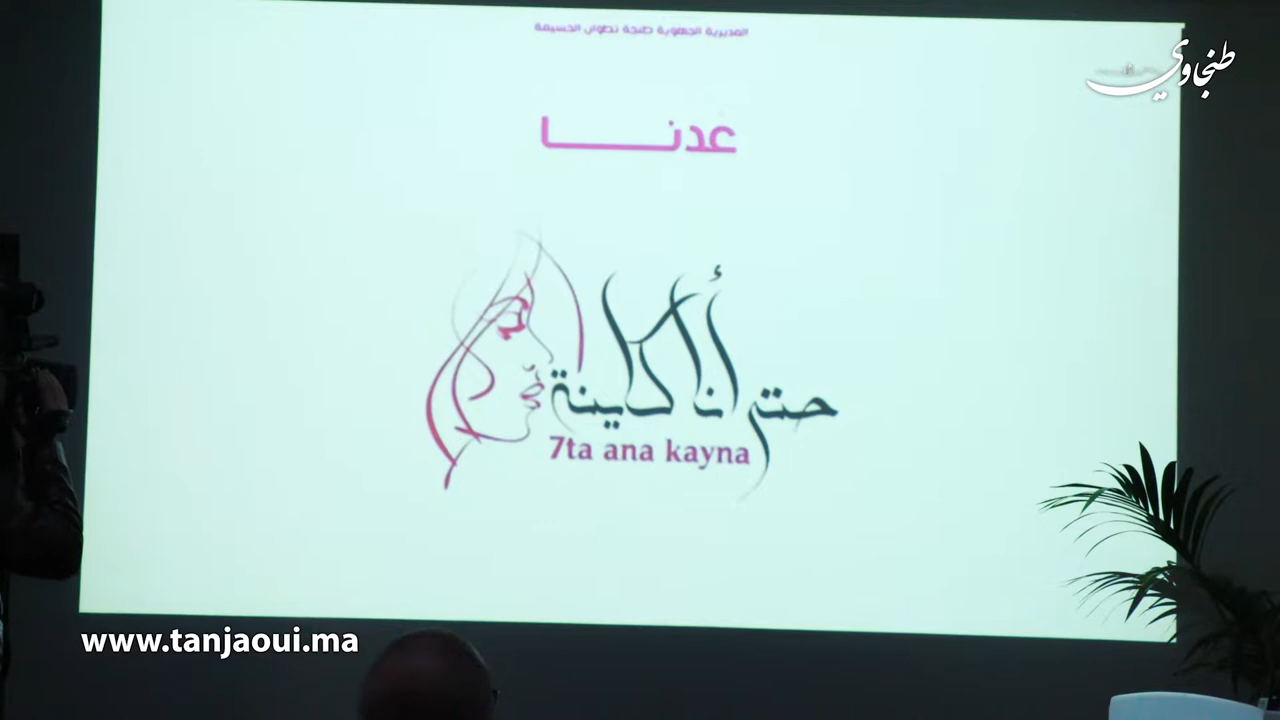 المديرية الجهوية طنجة تطوان الحسيمة
طنجاوي
عدنا
حتى أنا كاينة
7ta ana kayna
www.tanjaoui.ma